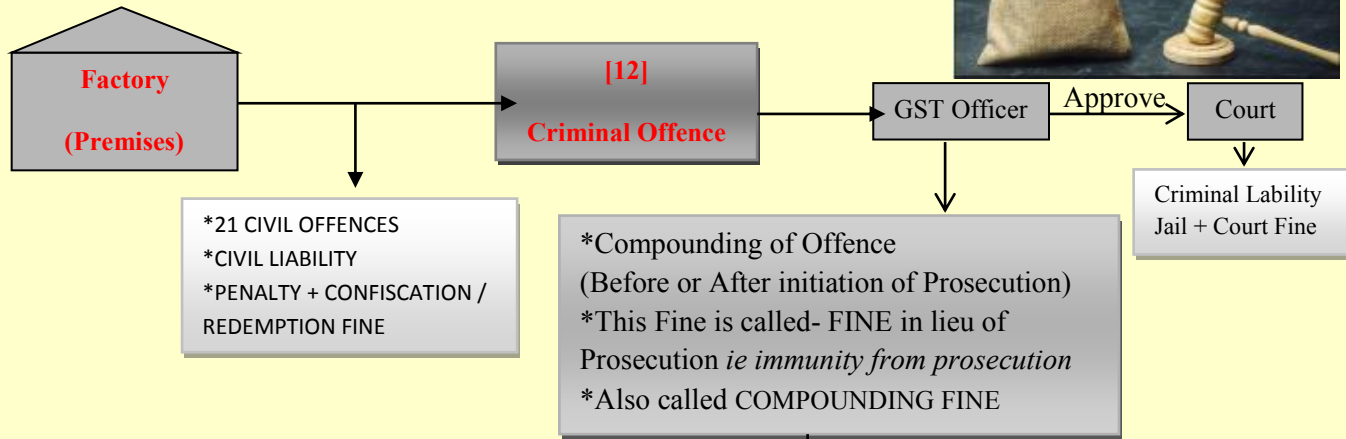 Factory
(Premises)
[12]
Criminal Offence
GST Officer
Approve
Court
*21 CIVIL OFFENCES
*CIVIL LIABILITY
*PENALTY + CONFISCATION /
REDEMPTION FINE
*Compounding of Offence
(Before or After initiation of Prosecution)
*This Fine is called- FINE in lieu of
Prosecution ie immunity from prosecution
*Also called COMPOUNDING FINE
Criminal Lability
Jail + Court Fine